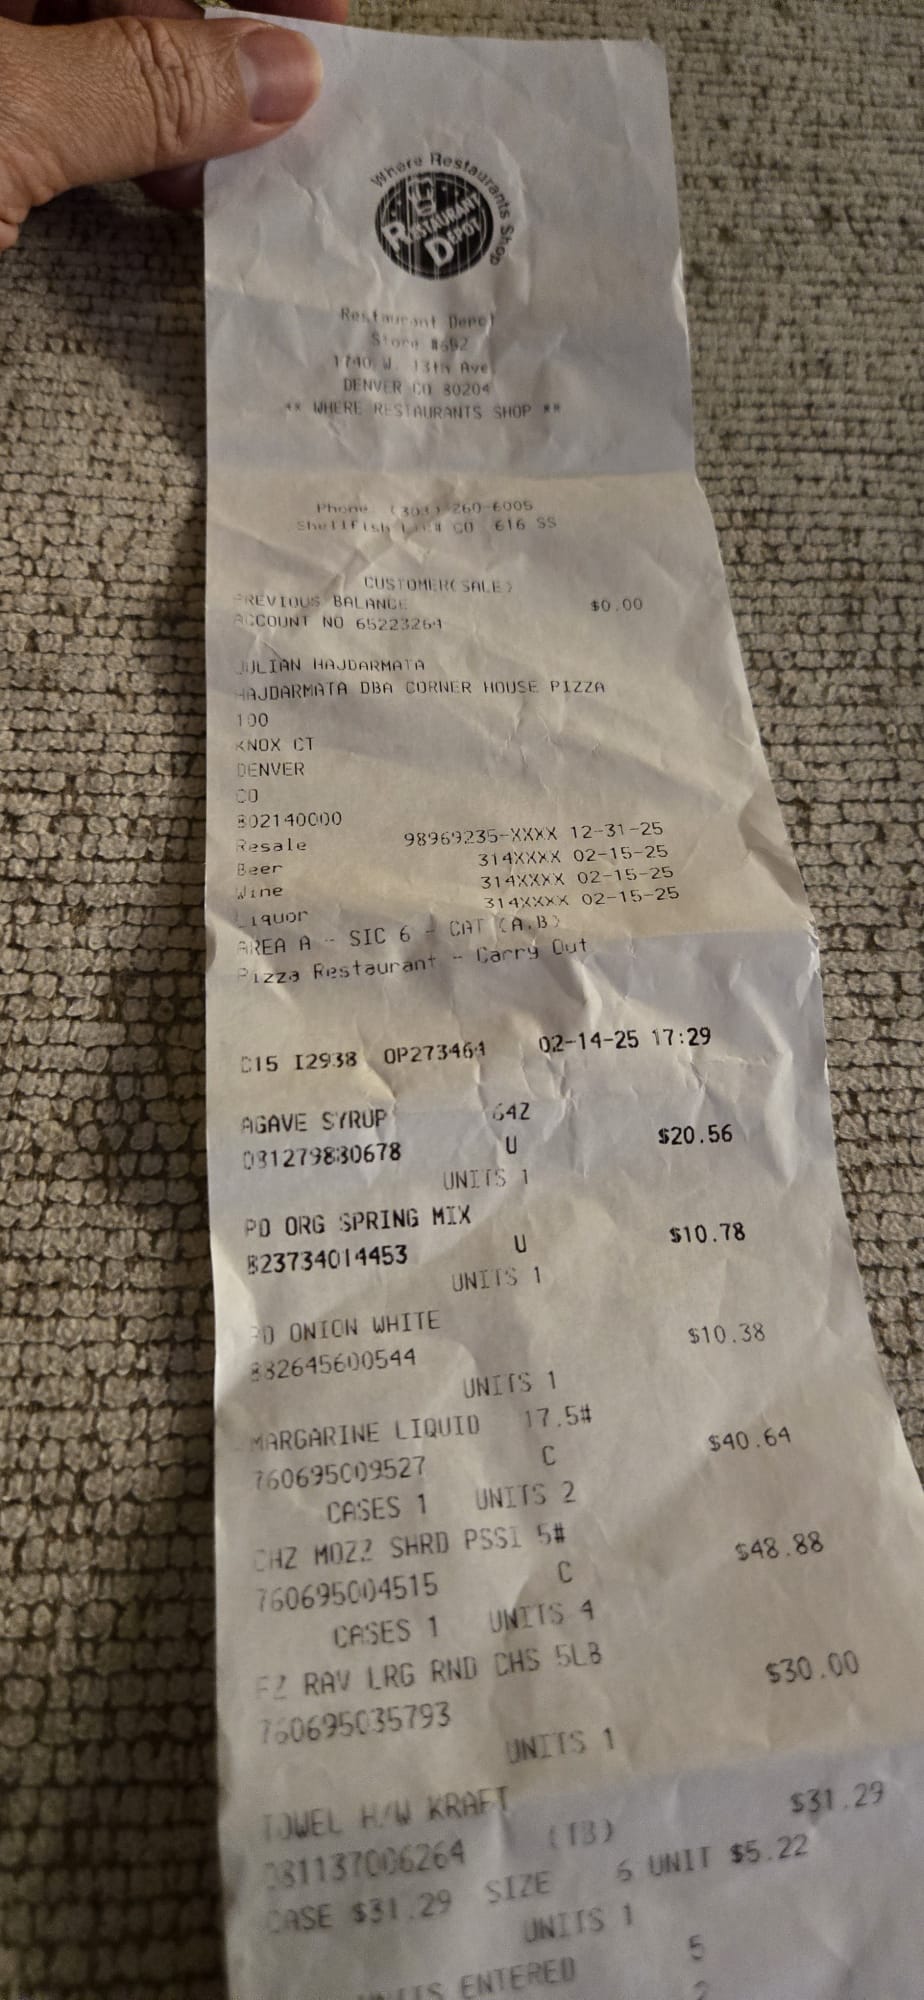 Where Restaurants Shop
RESTAURANT DEPOT
Restaurant Depot
Store #692
1740 W. 13th Ave
DENVER CO 80204
** WHERE RESTAURANTS SHOP **
Phone (303) 260-6005
Shellfish Lic# CO 616 SS
CUSTOMER(SALE)
PREVIOUS BALANCE $0.00
ACCOUNT NO 65223264
JULIAN HAJDARMATA
HAJDARMATA DBA CORNER HOUSE PIZZA
100
KNOX CT
DENVER
CO
802140000
Resale 98969235-XXXX 12-31-25
Beer 314XXXX 02-15-25
Wine 314XXXX 02-15-25
Liquor 314XXXX 02-15-25
AREA A - SIC 6 - CAT (A,B)
Pizza Restaurant - Carry Out
C15 I2938 OP273464 02-14-25 17:29
AGAVE SYRUP 64Z
081279830678 U $20.56
UNITS 1
PD ORG SPRING MIX
823734014453 U $10.78
UNITS 1
PD ONION WHITE
882645600544 $10.38
UNITS 1
MARGARINE LIQUID 17.5#
760695009527 C $40.64
CASES 1 UNITS 2
CHZ MOZZ SHRD PSSI 5#
760695004515 C $48.88
CASES 1 UNITS 4
FZ RAV LRG RND CHS 5LB
760695035793 $30.00
UNITS 1
TOWEL H/W KRAFT
081137006264 (TB) $31.29
CASE $31.29 SIZE 6 UNIT $5.22
UNITS 1
UNITS ENTERED 5